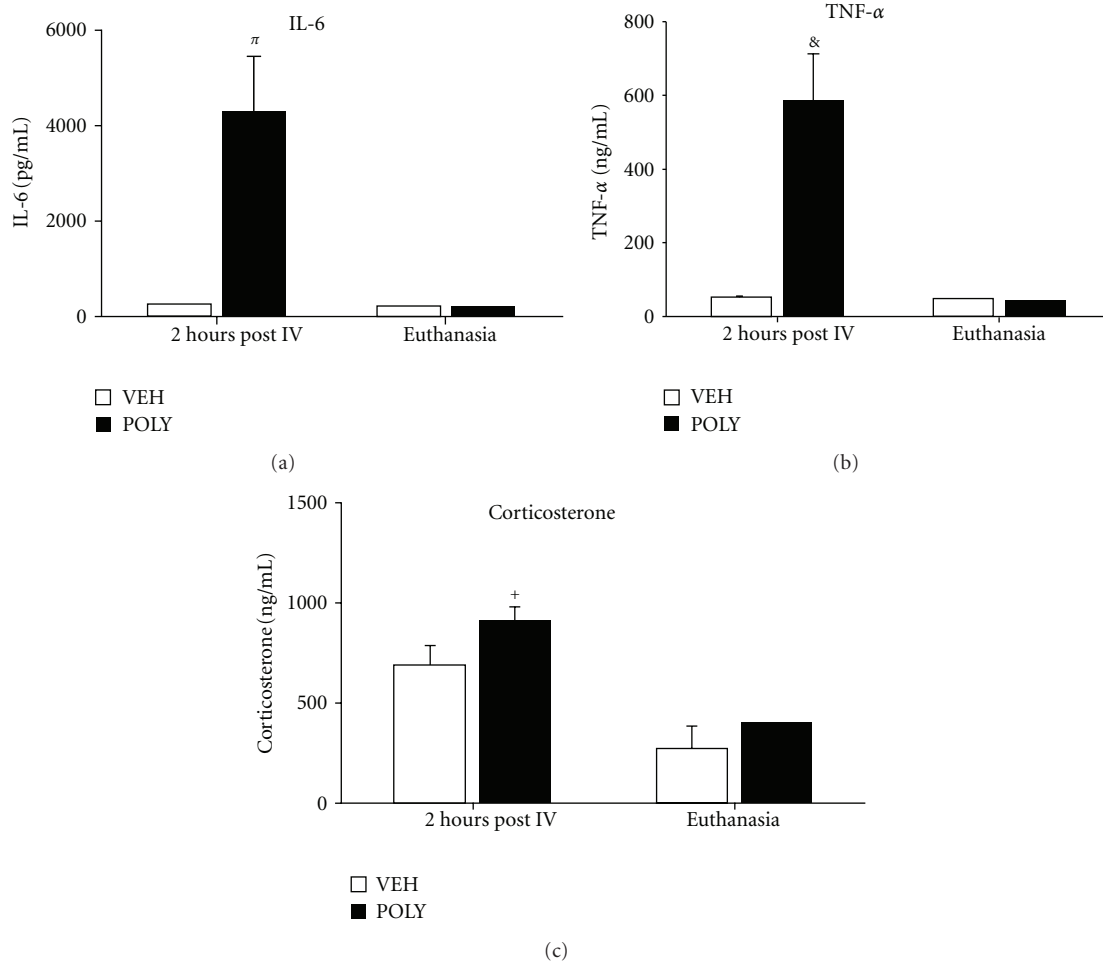 IL-6
6000
4000
2000
0
IL-6 (pg/mL)
π
2 hours post IV
Euthanasia
VEH
POLY
(a)
TNF-α
800
600
400
200
0
TNF-α (ng/mL)
&
2 hours post IV
Euthanasia
VEH
POLY
(b)
Corticosterone
1500
1000
500
0
Corticosterone (ng/mL)
+
2 hours post IV
Euthanasia
VEH
POLY
(c)